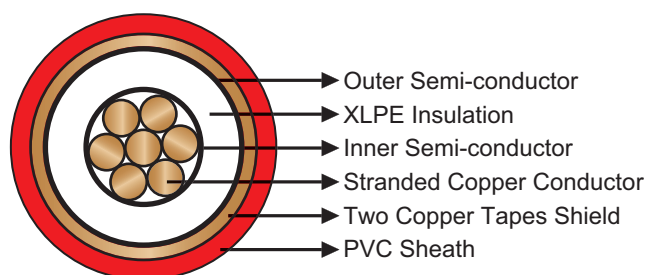 Outer Semi-conductor
XLPE Insulation
Inner Semi-conductor
Stranded Copper Conductor
Two Copper Tapes Shield
PVC Sheath